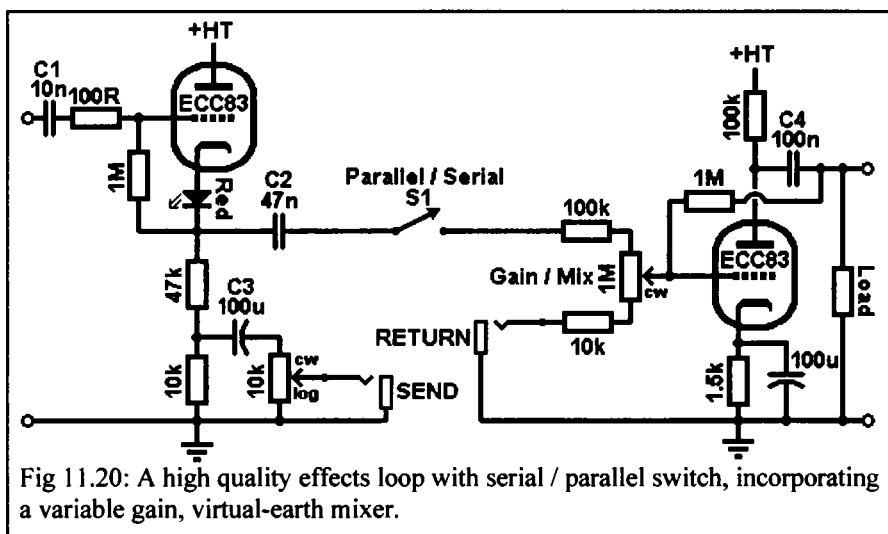 +HT
C1
10n
100R
ECC83
1M
Red
C2
47n
Parallel / Serial
S1
47k
C3
100u
10k
10k
cw
log
SEND
+HT
100k
C4
100n
1M
100k
ECC83
Gain / Mix
1M
cw
RETURN
10k
1.5k
100u
Load
Fig 11.20: A high quality effects loop with serial / parallel switch, incorporating
a variable gain, virtual-earth mixer.